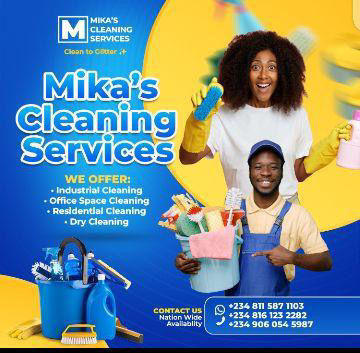 M
MIKA'S
CLEANING
SERVICES
Clean to Glitter
Mika's
Cleaning
Services
WE OFFER:
• Industrial Cleaning
• Office Space Cleaning
• Residential Cleaning
• Dry Cleaning
CONTACT US
Nation Wide
Availablity
+234 811 587 1103
+234 816 123 2282
+234 906 054 5987